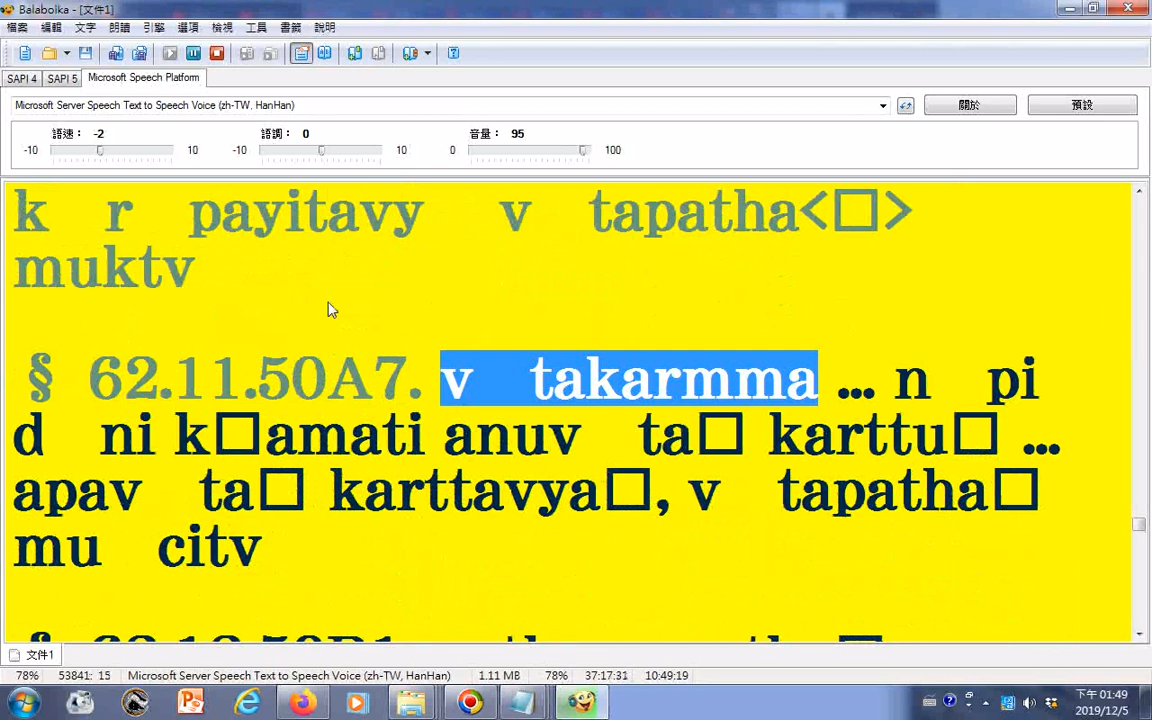 Balabolka - [文件1]
檔案 編輯 文字 朗讀 引擎 選項 檢視 工具 書籤 說明
SAPI 4 SAPI 5 Microsoft Speech Platform
Microsoft Server Speech Text to Speech Voice (zh-TW, HanHan)
關於 預設
語速： -2 語調： 0 音量： 95
-10 10 -10 10 0 100
k r payitavy v tapatha<□>
muktv
§ 62.11.50A7. v takarmma ... n pi
d ni k□amati anuv ta□ karttu□ ...
apav ta□ karttavya□, v tapatha□
mu citv
文件1
78% 53841: 15 Microsoft Server Speech Text to Speech Voice (zh-TW, HanHan) 1.11 MB 78% 37:17:31 10:49:19
下午 01:49
2019/12/5